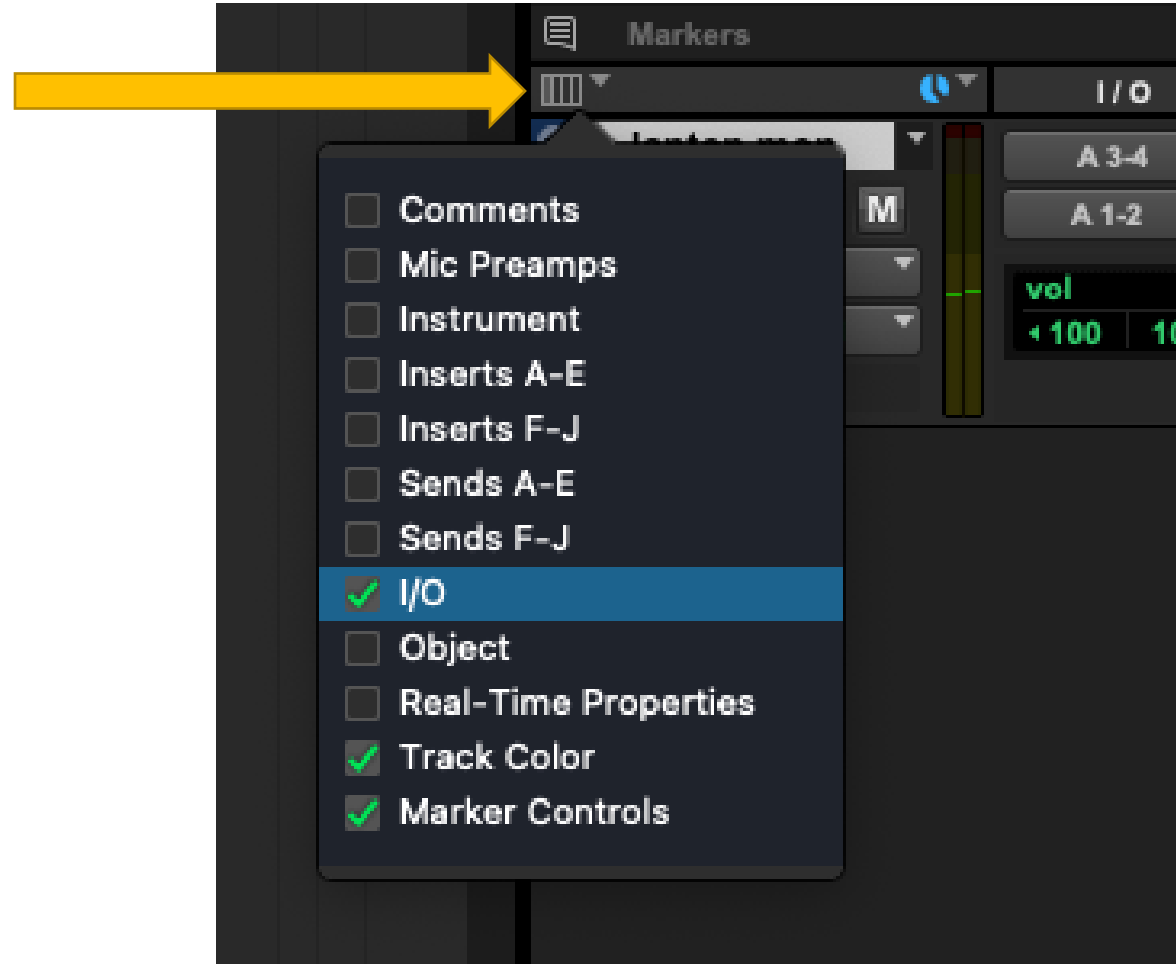 Markers
I / O
A 3-4
M
A 1-2
vol
100
Comments
Mic Preamps
Instrument
Inserts A-E
Inserts F-J
Sends A-E
Sends F-J
I/O
Object
Real-Time Properties
Track Color
Marker Controls